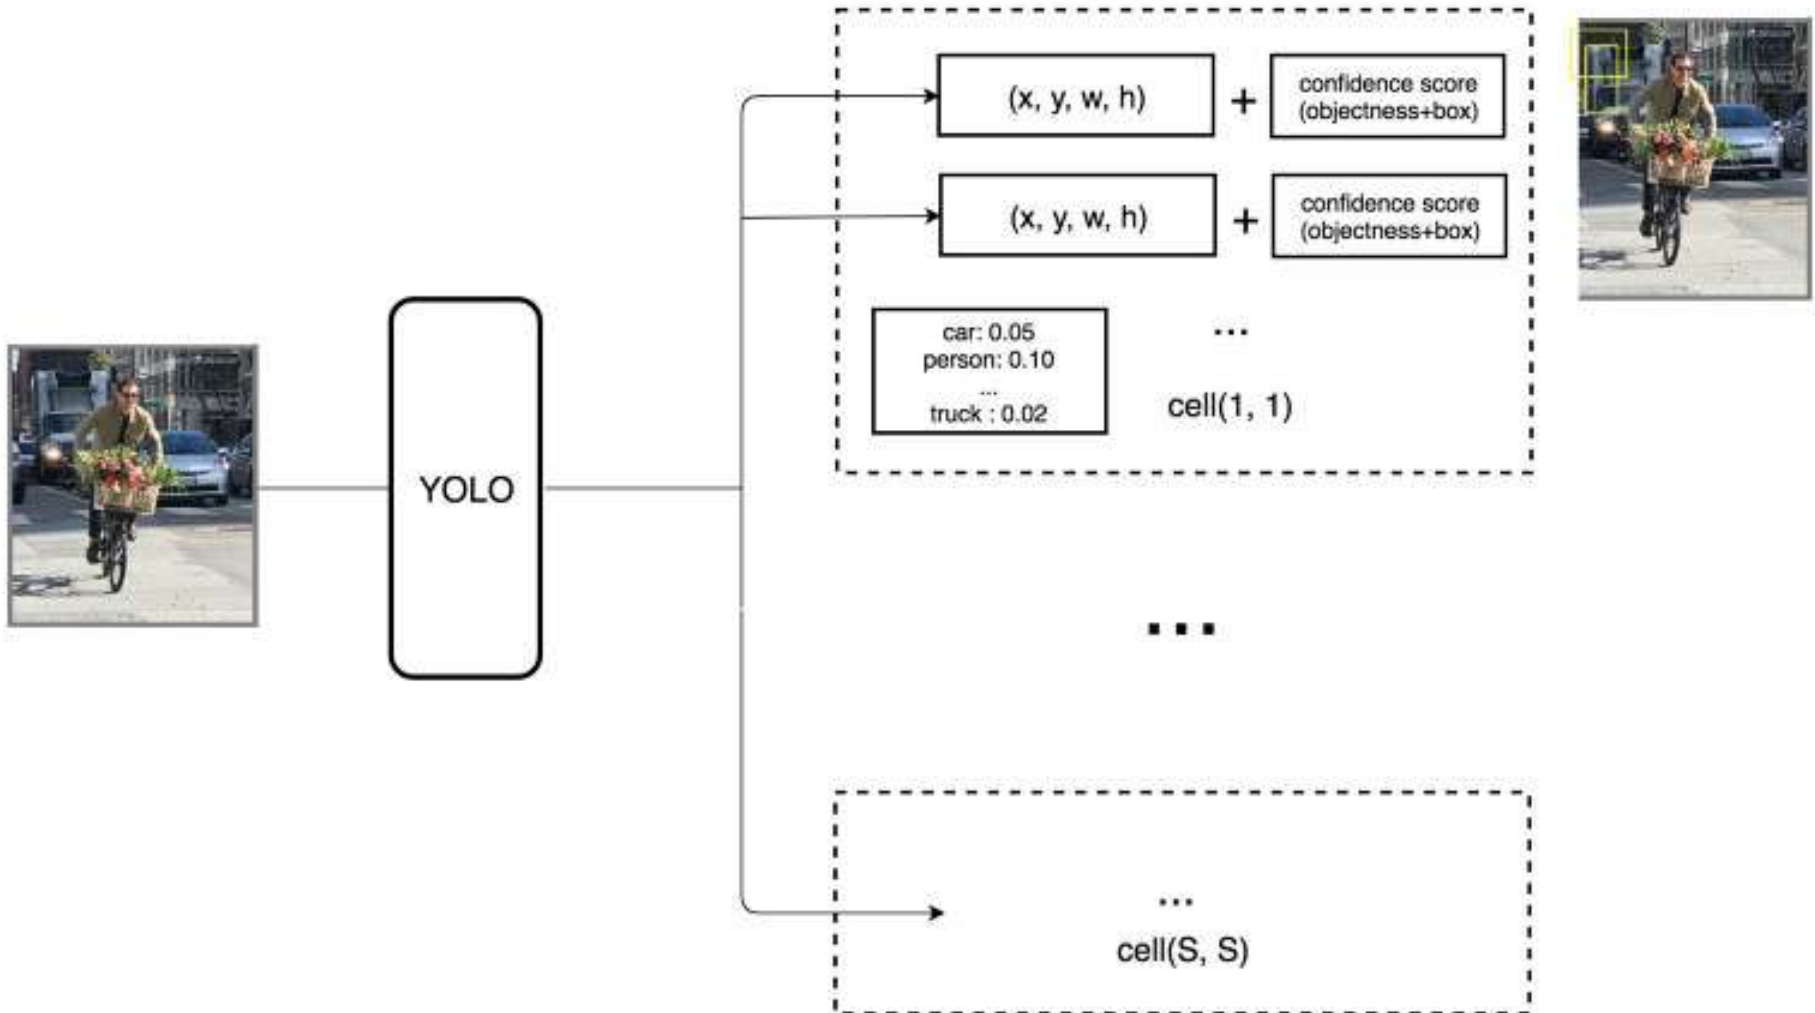 (x, y, w, h)
+
confidence score
(objectness+box)
(x, y, w, h)
+
confidence score
(objectness+box)
car: 0.05
person: 0.10
...
truck : 0.02
...
cell(1, 1)
YOLO
...
...
cell(S, S)